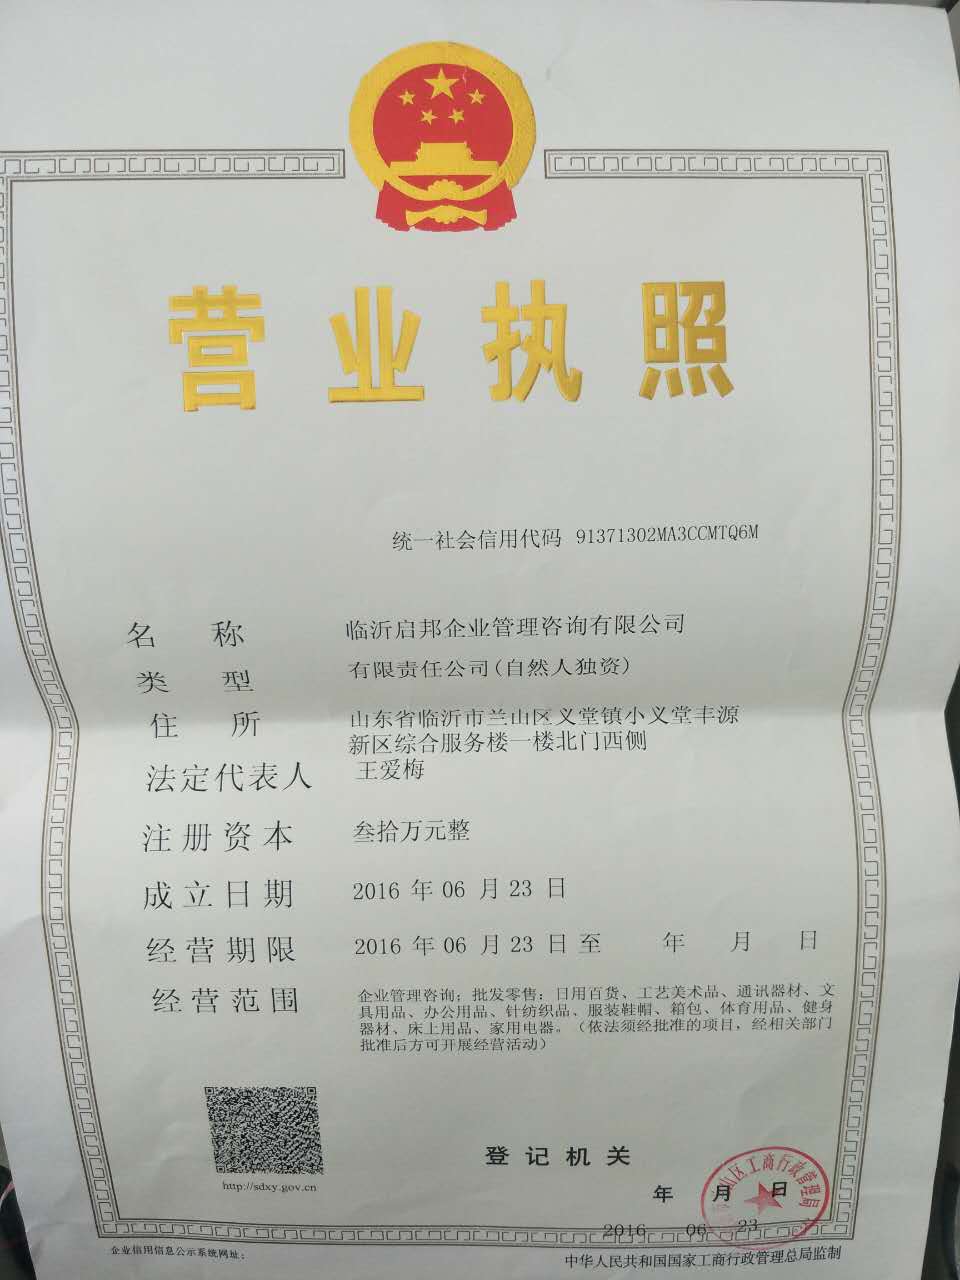 营业执照
统一社会信用代码 91371302MA3CCMTQ6M
名称 临沂启邦企业管理咨询有限公司
类型 有限责任公司(自然人独资)
住所 山东省临沂市兰山区义堂镇小义堂丰源
新区综合服务楼一楼北门西侧
法定代表人 王爱梅
注册资本 叁拾万元整
成立日期 2016 年 06 月 23 日
经营期限 2016 年 06 月 23 日 至 年 月 日
经营范围 企业管理咨询；批发零售：日用百货、工艺美术品、通讯器材、文
具用品、办公用品、针纺织品、服装鞋帽、箱包、体育用品、健身
器材、床上用品、家用电器。（依法须经批准的项目，经相关部门
批准后方可开展经营活动）
http://sdxy.gov.cn
登记机关
山区工商行政管理局
年 月 日
2016 06 23
企业信用信息公示系统网址：
中华人民共和国国家工商行政管理总局监制